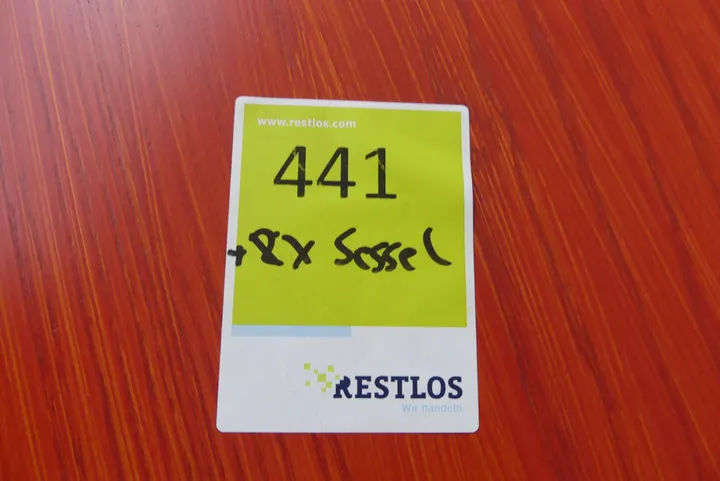 www.restlos.com
441
+8x Sessel
RESTLOS
Wir handeln.